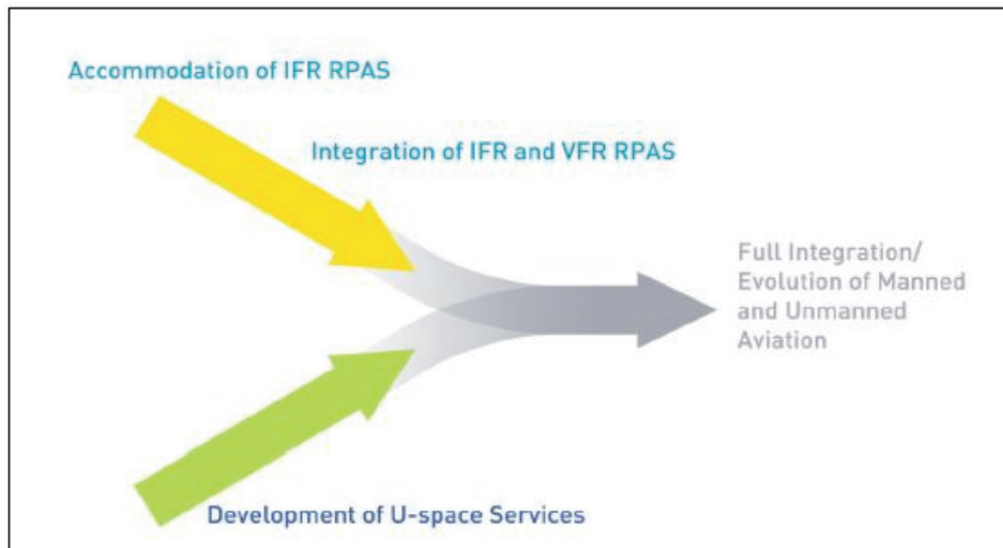 Accommodation of IFR RPAS
Integration of IFR and VFR RPAS
Full Integration/
Evolution of Manned
and Unmanned
Aviation
Development of U-space Services